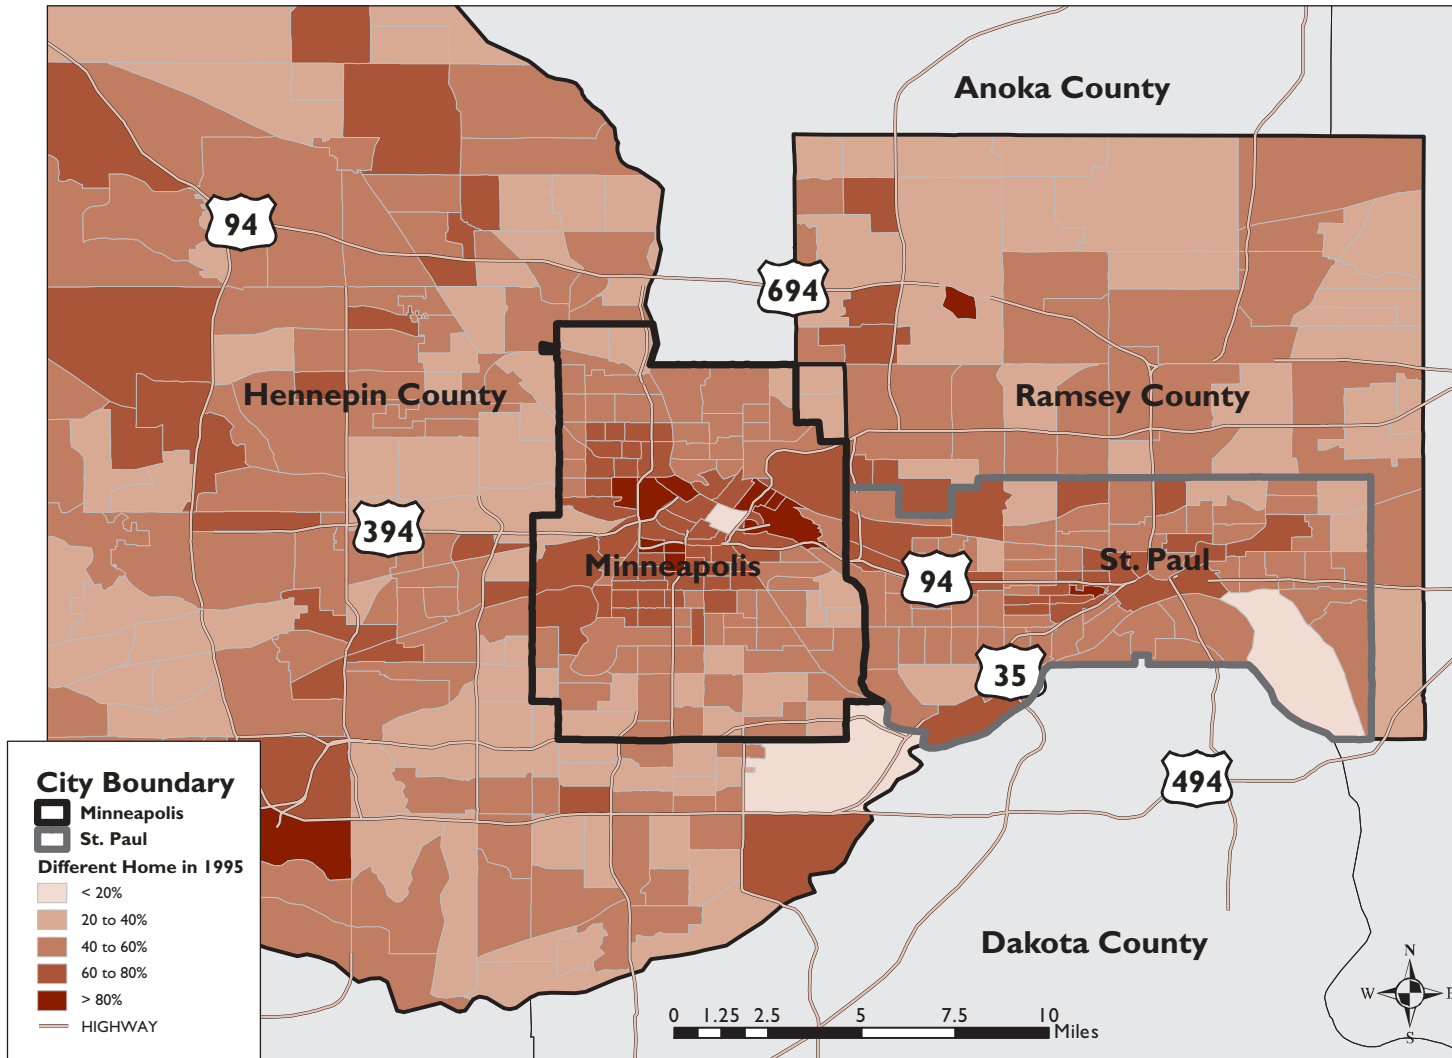 Anoka County
94
694
Hennepin County
Ramsey County
394
Minneapolis
St. Paul
94
35
494
City Boundary
Minneapolis
St. Paul
Different Home in 1995
< 20%
20 to 40%
40 to 60%
60 to 80%
> 80%
HIGHWAY
Dakota County
N
W E
S
0 1.25 2.5 5 7.5 10
Miles